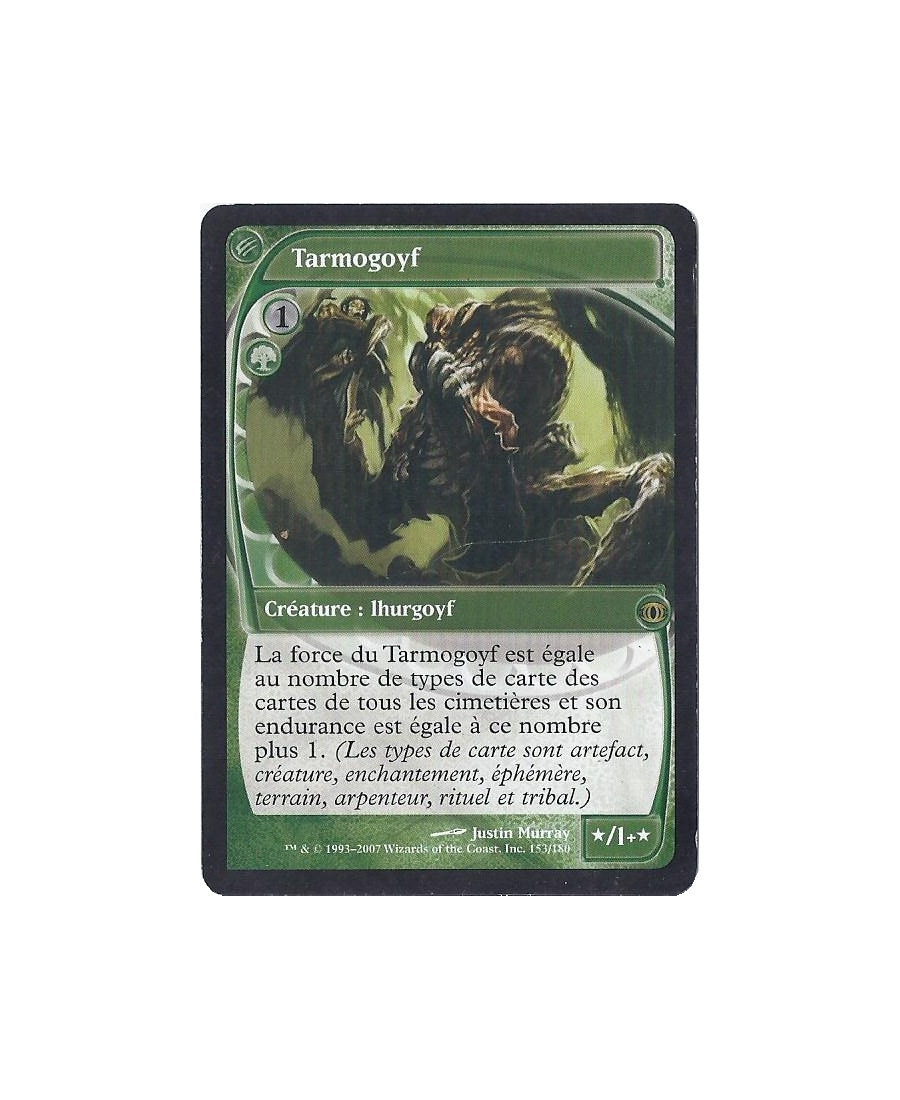 Tarmogoyf
1
Créature : lhurgoyf
La force du Tarmogoyf est égale
au nombre de types de carte des
cartes de tous les cimetières et son
endurance est égale à ce nombre
plus 1. (Les types de carte sont artefact,
créature, enchantement, éphémère,
terrain, arpenteur, rituel et tribal.)
Justin Murray
™ & © 1993–2007 Wizards of the Coast, Inc. 153/180
★/1+★